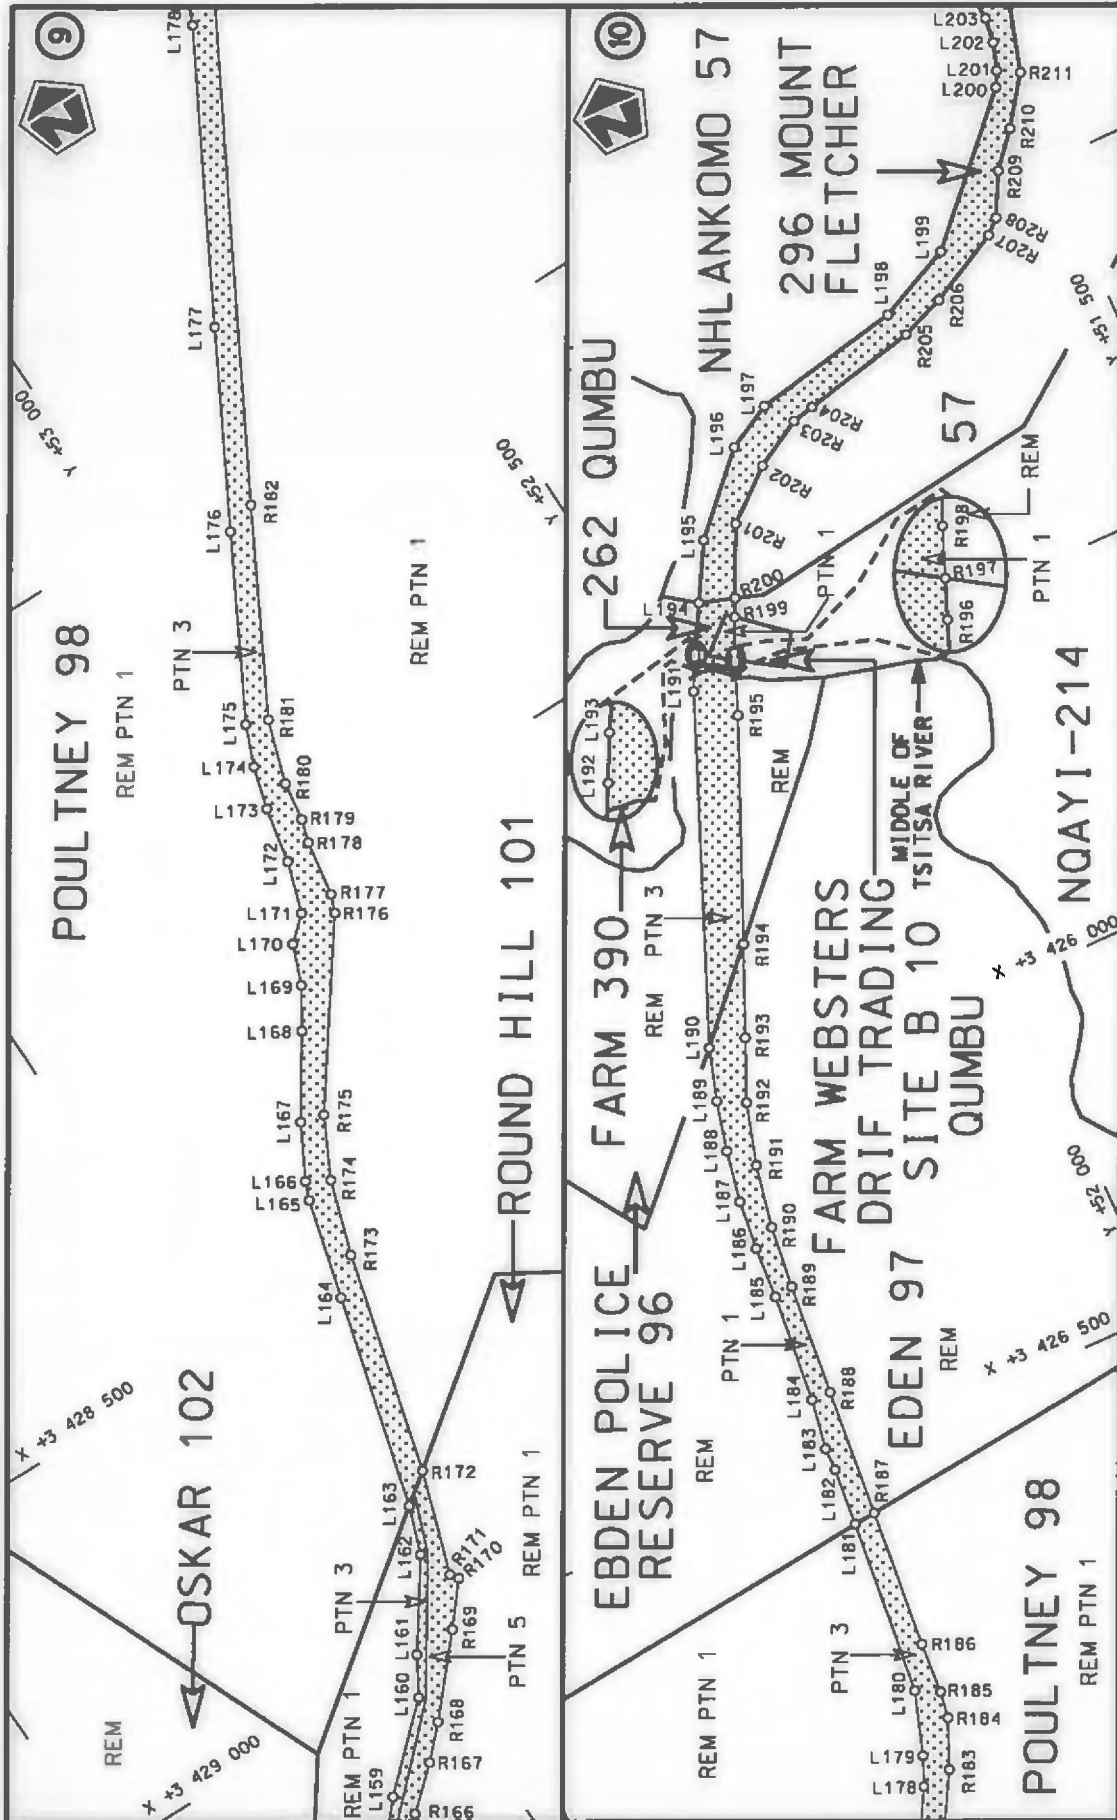 9
L178
L177
Y +53 000
L176
R182
Y +52 500
POULTNEY 98
REM PTN 1
PTN 3
REM PTN 1
L175
R181
L174
R180
L173
R179
R178
L172
R177
L171
R176
L170
L169
L168
L167
R175
ROUND HILL 101
L166
L165
R174
R173
L164
X +3 428 500
OSKAR 102
R172
L163
L162
R171
R170
REM PTN 1
PTN 3
L161
R169
PTN 5
L160
R168
REM
REM PTN 1
R167
L159
R166
X +3 429 000
10
L203
L202
L201
L200
R211
R210
R209
NHLANKOMO 57
296 MOUNT
FLETCHER
L199
R208
R207
L198
R206
R205
Y +51 500
262 QUMBU
L197
L196
R204
R203
R202
57
REM
L195
R201
R198
PTN 1
R197
PTN 1
R196
L194
R200
R199
L191
L193
L192
R195
REM
MIDDLE OF
TSITSA RIVER
NQAYI-214
FARM 390
REM
PTN 3
R194
X +3 426 000
L190
R193
L189
R192
FARM WEBSTERS
DRIF TRADING
SITE B 10
QUMBU
L188
R191
L187
R190
L186
R189
L185
Y +52 000
EBDEN POLICE
RESERVE 96
PTN 1
EDEN 97
REM
X +3 426 500
L184
R188
REM
L183
L182
R187
L181
R186
PTN 3
REM PTN 1
L180
R185
R184
POULTNEY 98
REM PTN 1
L179
L178
R183